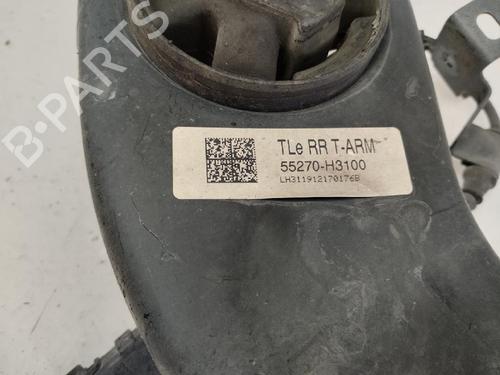 B-PARTS
TLe RR T-ARM
55270-H3100
LH311912170176B